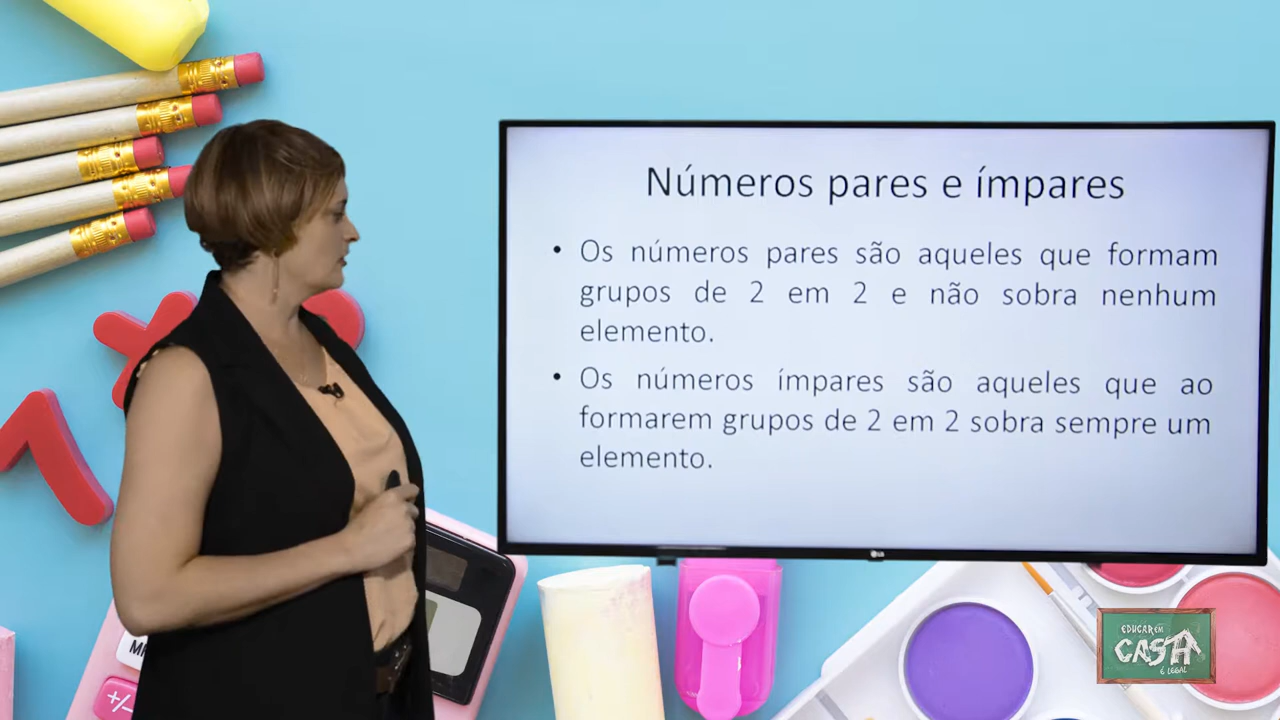 Números pares e ímpares
• Os números pares são aqueles que formam
grupos de 2 em 2 e não sobra nenhum
elemento.
• Os números ímpares são aqueles que ao
formarem grupos de 2 em 2 sobra sempre um
elemento.
LG
+/-
EDUCAR EM
CASA
É LEGAL